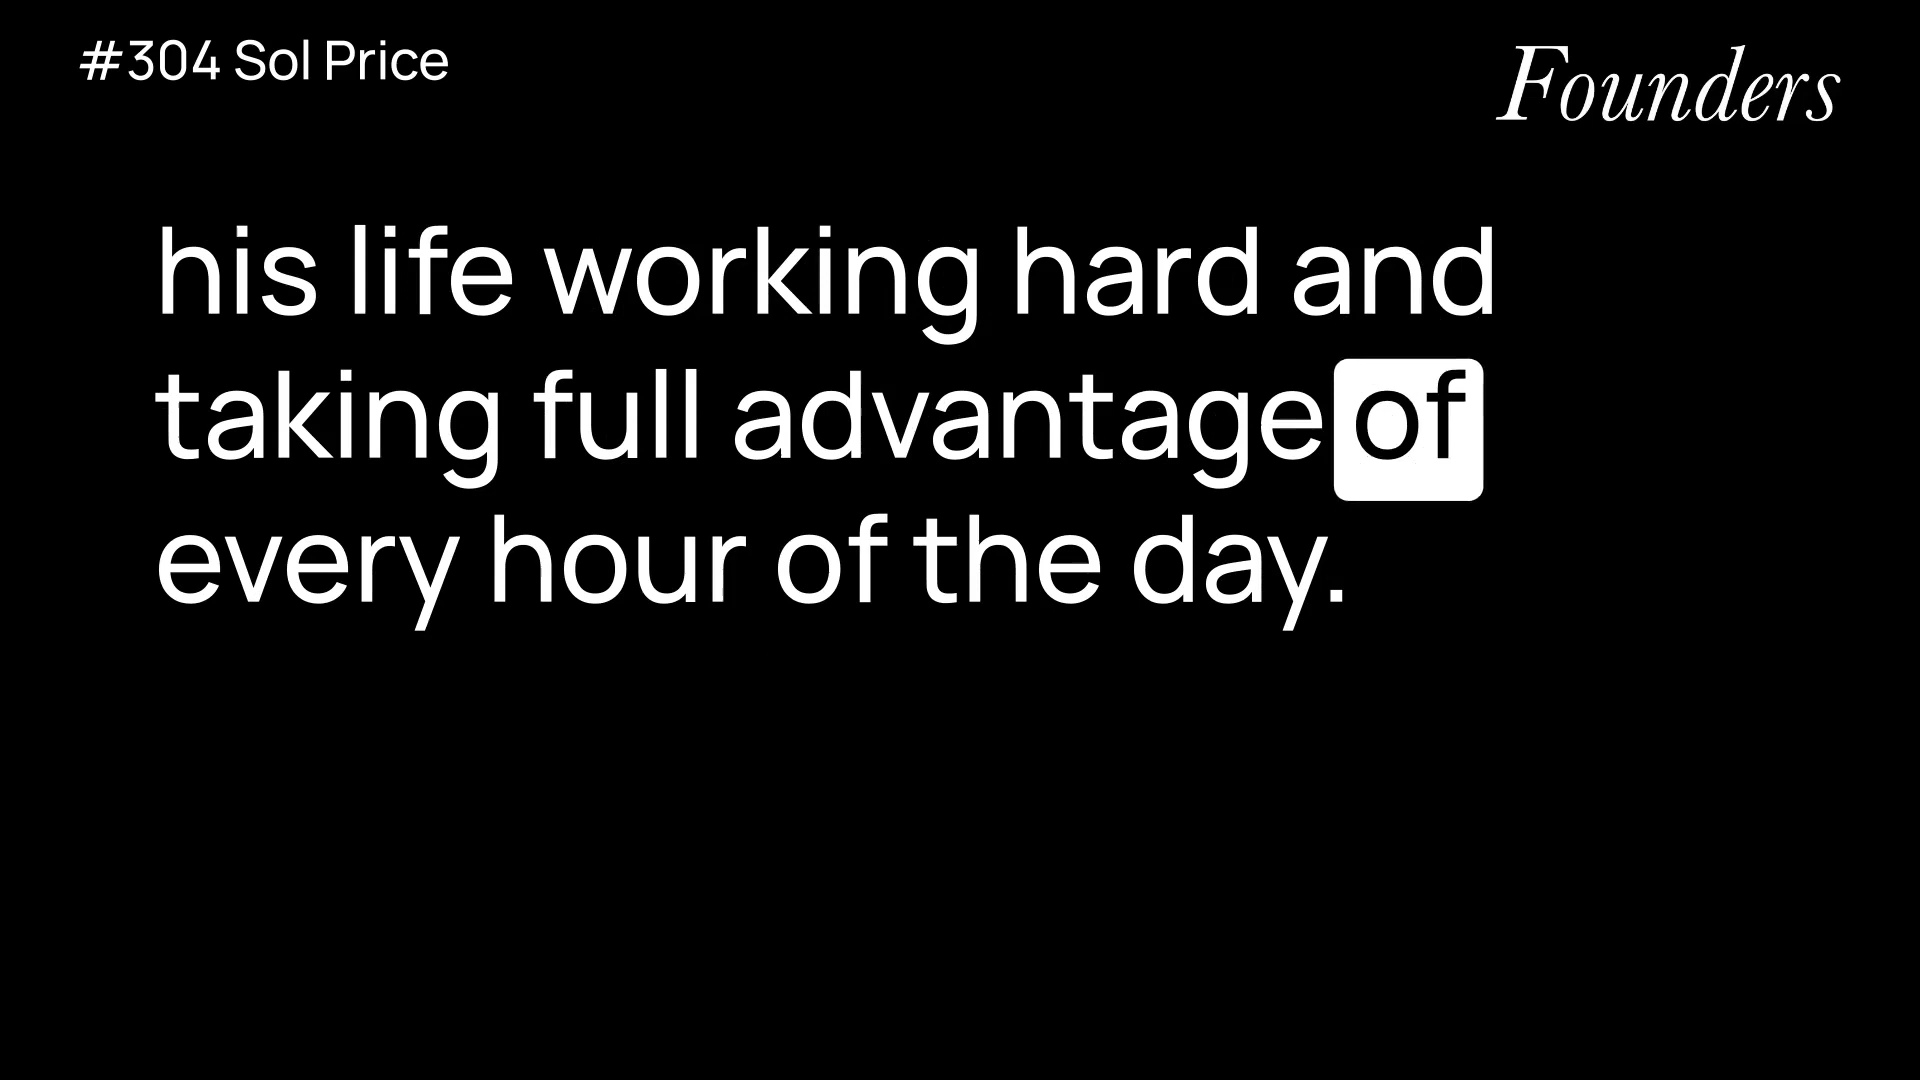 #304 Sol Price
Founders
his life working hard and
taking full advantage of
every hour of the day.